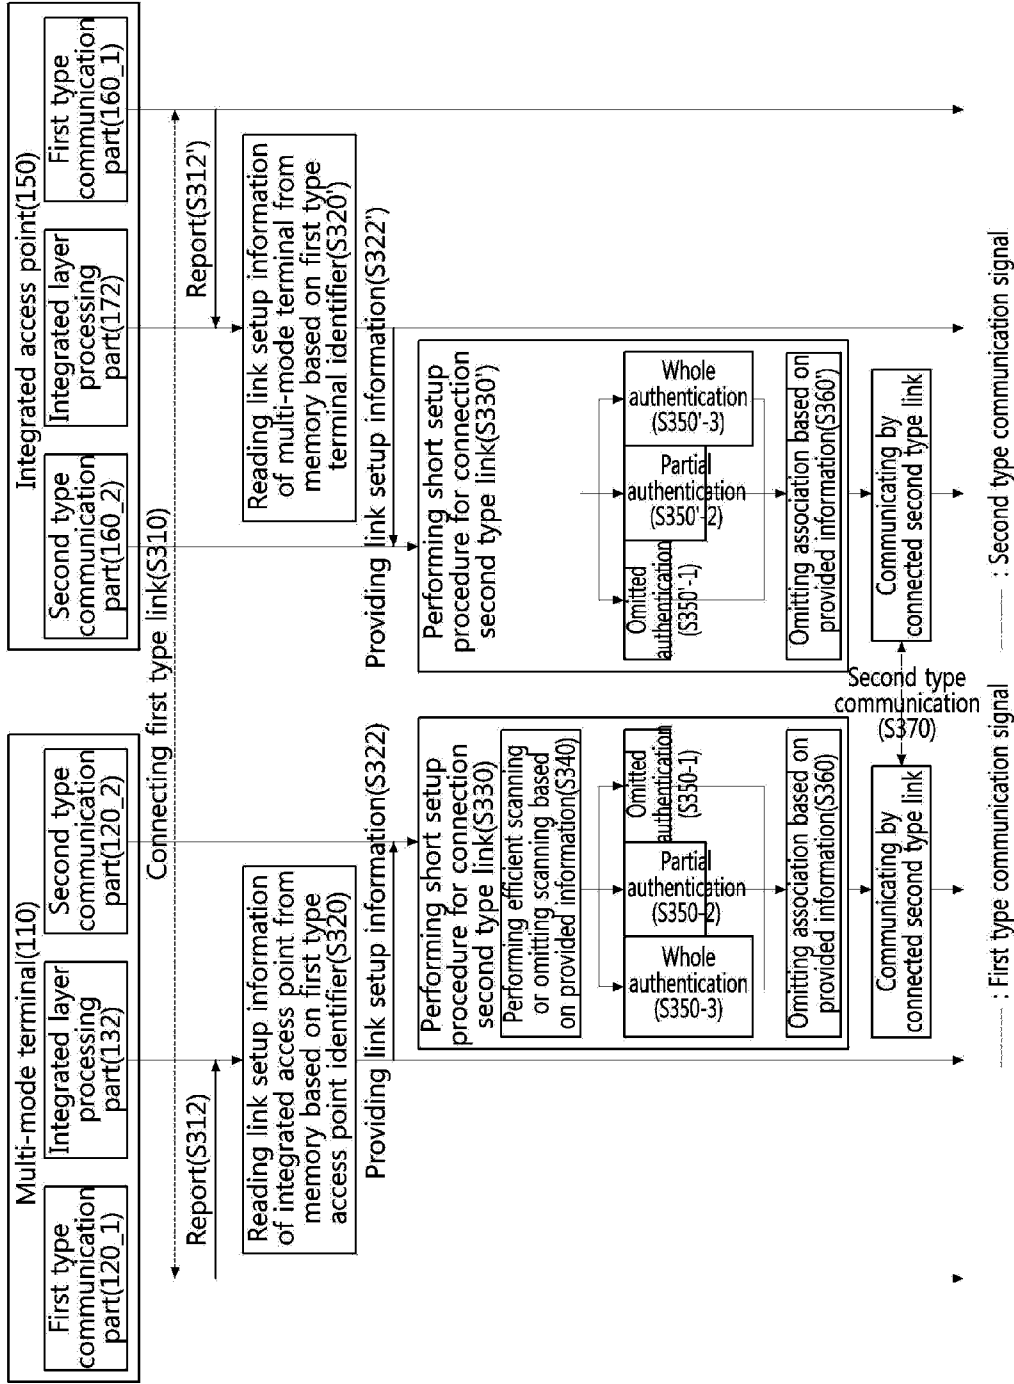 Multi-mode terminal(110)
First type
communication
part(120_1)
Integrated layer
processing
part(132)
Second type
communication
part(120_2)
Integrated access point(150)
Second type
communication
part(160_2)
Integrated layer
processing
part(172)
First type
communication
part(160_1)
Connecting first type link(S310)
Report(S312)
Report(S312')
Reading link setup information
of integrated access point from
memory based on first type
access point identifier(S320)
Reading link setup information
of multi-mode terminal from
memory based on first type
terminal identifier(S320')
Providing link setup information(S322)
Providing link setup information(S322')
Performing short setup
procedure for connection
second type link(S330)
Performing efficient scanning
or omitting scanning based
on provided information(S340)
Performing short setup
procedure for connection
second type link(S330')
Whole
authentication
(S350-3)
Partial
authentication
(S350-2)
Omitted
authentication
(S350-1)
Omitted
authentication
(S350'-1)
Partial
authentication
(S350'-2)
Whole
authentication
(S350'-3)
Omitting association based on
provided information(S360)
Omitting association based on
provided information(S360')
Communicating by
connected second type link
Second type
communication
(S370)
Communicating by
connected second type link
: First type communication signal
: Second type communication signal